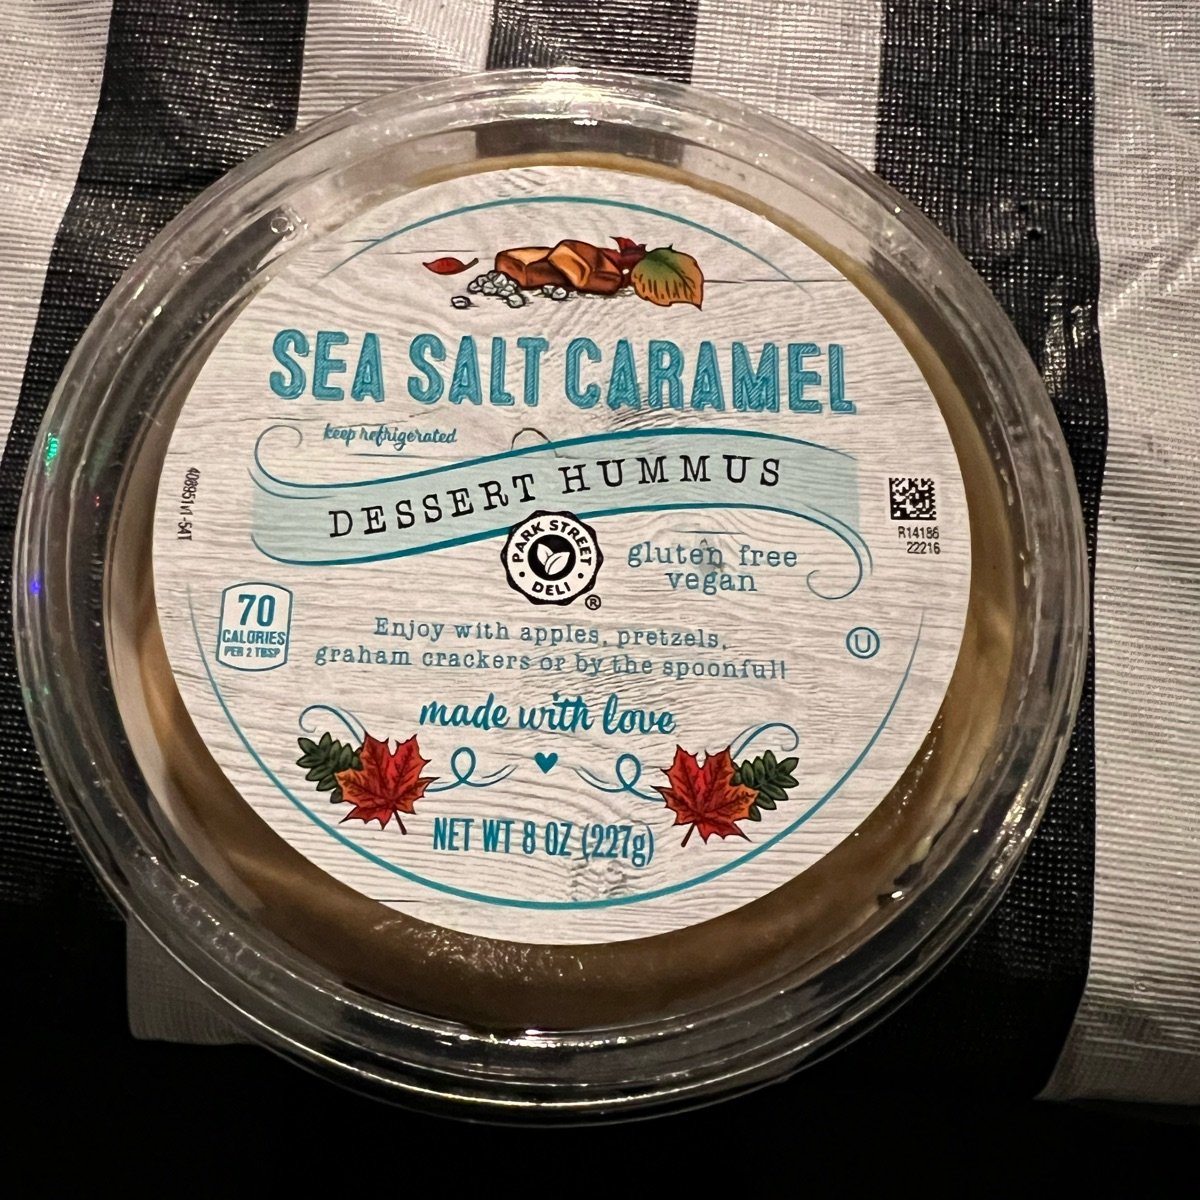 SEA SALT CARAMEL
keep refrigerated
DESSERT HUMMUS
PARK STREET
DELI
®
gluten free
vegan
408951v1-54T
R14186
22216
70
CALORIES
PER 2 TBSP
Enjoy with apples, pretzels,
graham crackers or by the spoonful!
U
made with love
NET WT 8 OZ (227g)